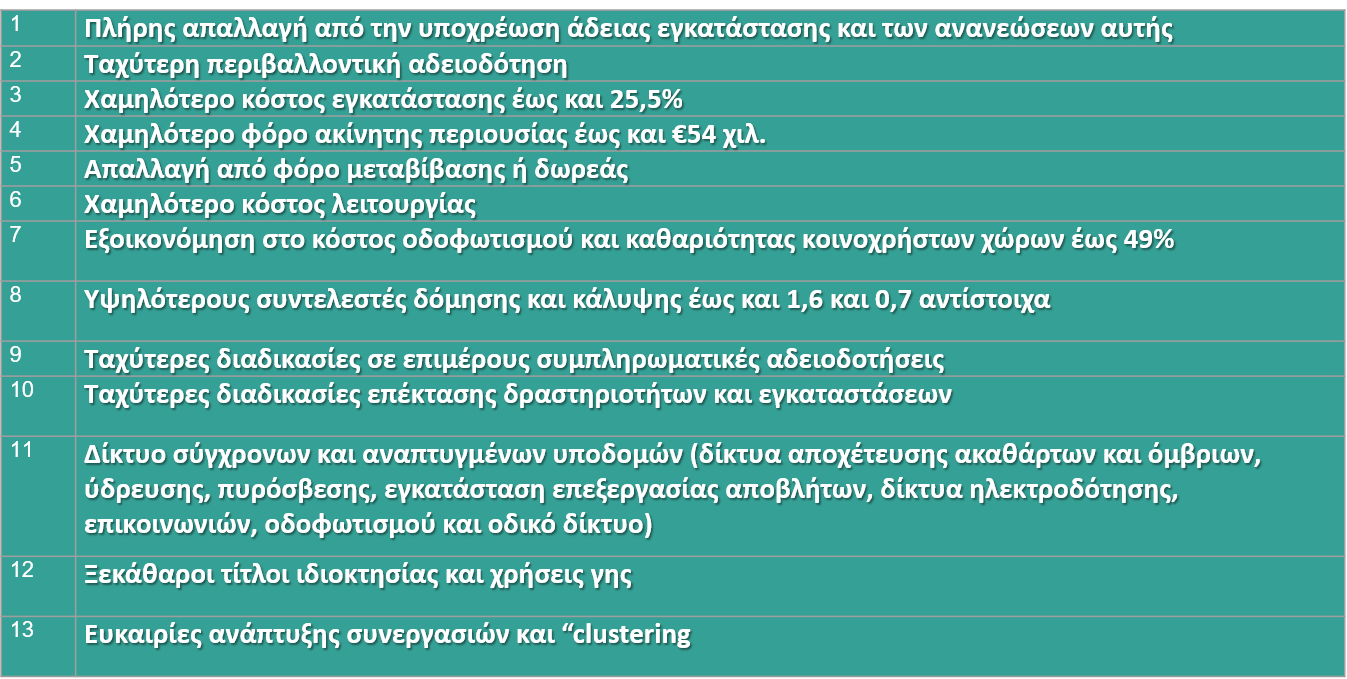 1 Πλήρης απαλλαγή από την υποχρέωση άδειας εγκατάστασης και των ανανεώσεων αυτής
2 Ταχύτερη περιβαλλοντική αδειοδότηση
3 Χαμηλότερο κόστος εγκατάστασης έως και 25,5%
4 Χαμηλότερο φόρο ακίνητης περιουσίας έως και €54 χιλ.
5 Απαλλαγή από φόρο μεταβίβασης ή δωρεάς
6 Χαμηλότερο κόστος λειτουργίας
7 Εξοικονόμηση στο κόστος οδοφωτισμού και καθαριότητας κοινοχρήστων χώρων έως 49%
8 Υψηλότερους συντελεστές δόμησης και κάλυψης έως και 1,6 και 0,7 αντίστοιχα
9 Ταχύτερες διαδικασίες σε επιμέρους συμπληρωματικές αδειοδοτήσεις
10 Ταχύτερες διαδικασίες επέκτασης δραστηριοτήτων και εγκαταστάσεων
11 Δίκτυο σύγχρονων και αναπτυγμένων υποδομών (δίκτυα αποχέτευσης ακαθάρτων και όμβριων,
ύδρευσης, πυρόσβεσης, εγκατάσταση επεξεργασίας αποβλήτων, δίκτυα ηλεκτροδότησης,
επικοινωνιών, οδοφωτισμού και οδικό δίκτυο)
12 Ξεκάθαροι τίτλοι ιδιοκτησίας και χρήσεις γης
13 Ευκαιρίες ανάπτυξης συνεργασιών και “clustering